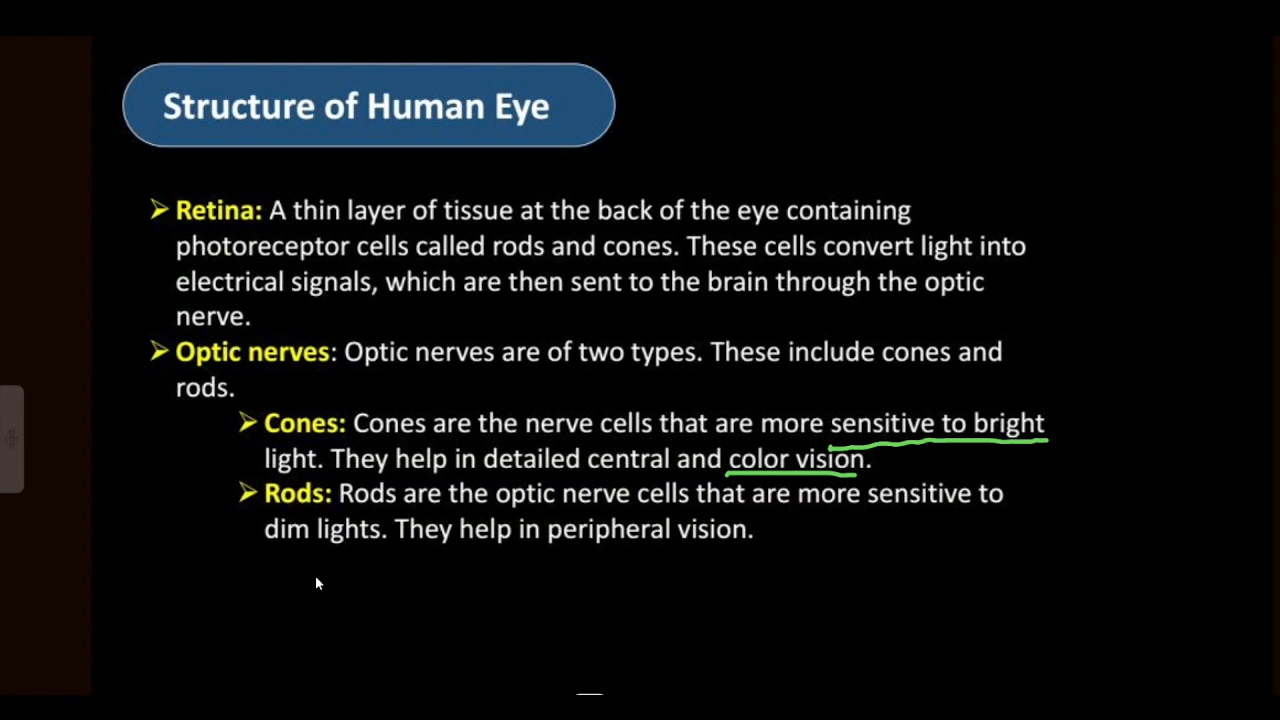 Structure of Human Eye
➢ Retina: A thin layer of tissue at the back of the eye containing
photoreceptor cells called rods and cones. These cells convert light into
electrical signals, which are then sent to the brain through the optic
nerve.
➢ Optic nerves: Optic nerves are of two types. These include cones and
rods.
➢ Cones: Cones are the nerve cells that are more sensitive to bright
light. They help in detailed central and color vision.
➢ Rods: Rods are the optic nerve cells that are more sensitive to
dim lights. They help in peripheral vision.